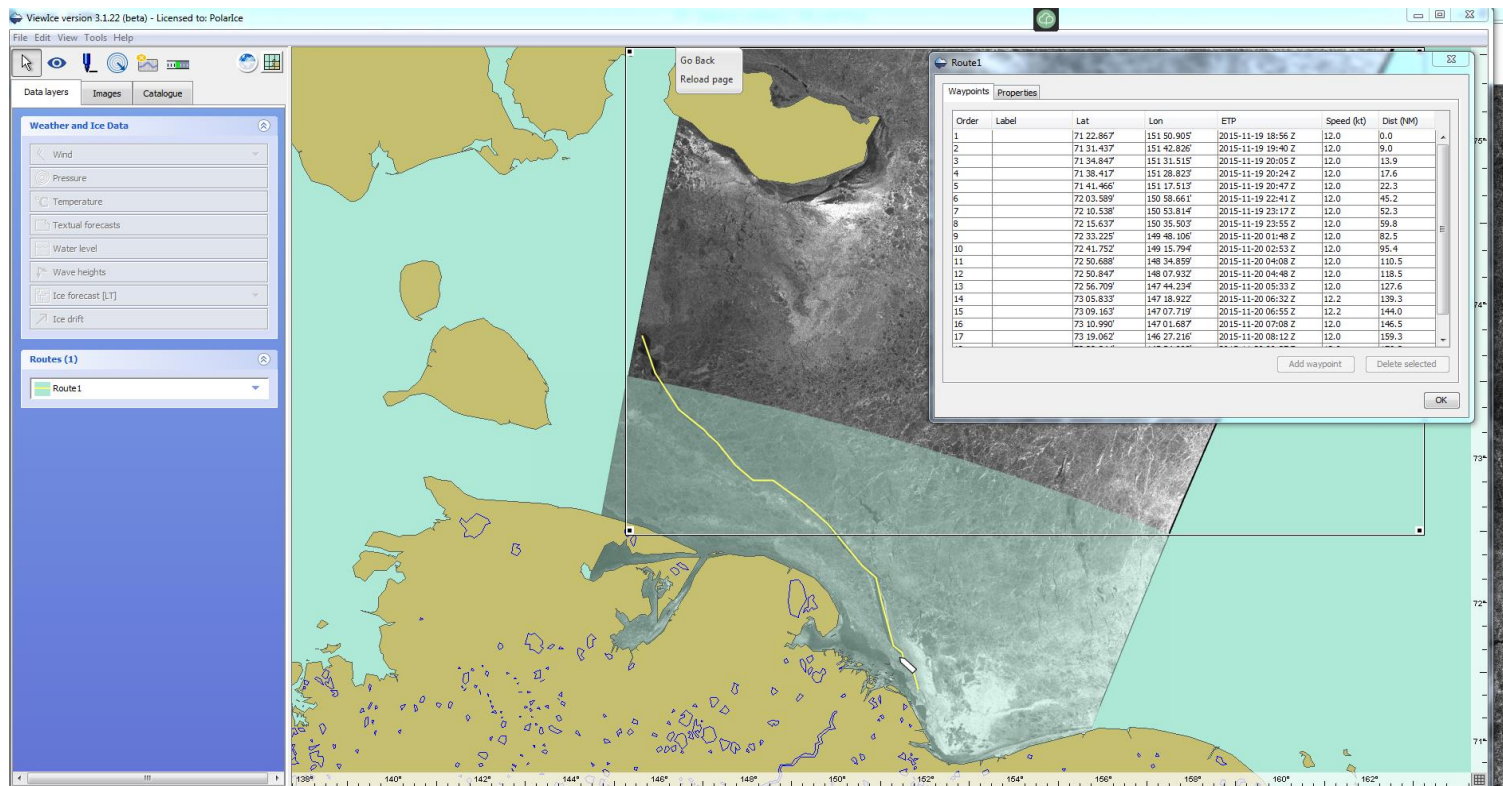 ViewIce version 3.1.22 (beta) - Licensed to: PolarIce
File Edit View Tools Help
Data layers Images Catalogue
Weather and Ice Data
Wind
Pressure
°C Temperature
Textual forecasts
Water level
Wave heights
Ice forecast [LT]
Ice drift
Routes (1)
Route1
Go Back
Reload page
Route1
Waypoints Properties
Order Label Lat Lon ETP Speed (kt) Dist (NM)
1 71 22.867' 151 50.905' 2015-11-19 18:56 Z 12.0 0.0
2 71 31.437' 151 42.826' 2015-11-19 19:40 Z 12.0 9.0
3 71 34.847' 151 31.515' 2015-11-19 20:05 Z 12.0 13.9
4 71 38.417' 151 28.823' 2015-11-19 20:24 Z 12.0 17.6
5 71 41.466' 151 17.513' 2015-11-19 20:47 Z 12.0 22.3
6 72 03.589' 150 58.661' 2015-11-19 22:41 Z 12.0 45.2
7 72 10.538' 150 53.814' 2015-11-19 23:17 Z 12.0 52.3
8 72 15.637' 150 35.503' 2015-11-19 23:55 Z 12.0 59.8
9 72 33.225' 149 48.106' 2015-11-20 01:48 Z 12.0 82.5
10 72 41.752' 149 15.794' 2015-11-20 02:53 Z 12.0 95.4
11 72 50.688' 148 34.859' 2015-11-20 04:08 Z 12.0 110.5
12 72 50.847' 148 07.932' 2015-11-20 04:48 Z 12.0 118.5
13 72 56.709' 147 44.234' 2015-11-20 05:33 Z 12.0 127.6
14 73 05.833' 147 18.922' 2015-11-20 06:32 Z 12.2 139.3
15 73 09.163' 147 07.719' 2015-11-20 06:55 Z 12.2 144.0
16 73 10.990' 147 01.687' 2015-11-20 07:08 Z 12.0 146.5
17 73 19.062' 146 27.216' 2015-11-20 08:12 Z 12.0 159.3
Add waypoint Delete selected
OK
75°
74°
73°
72°
71°
138° 140° 142° 144° 146° 148° 150° 152° 154° 156° 158° 160° 162°